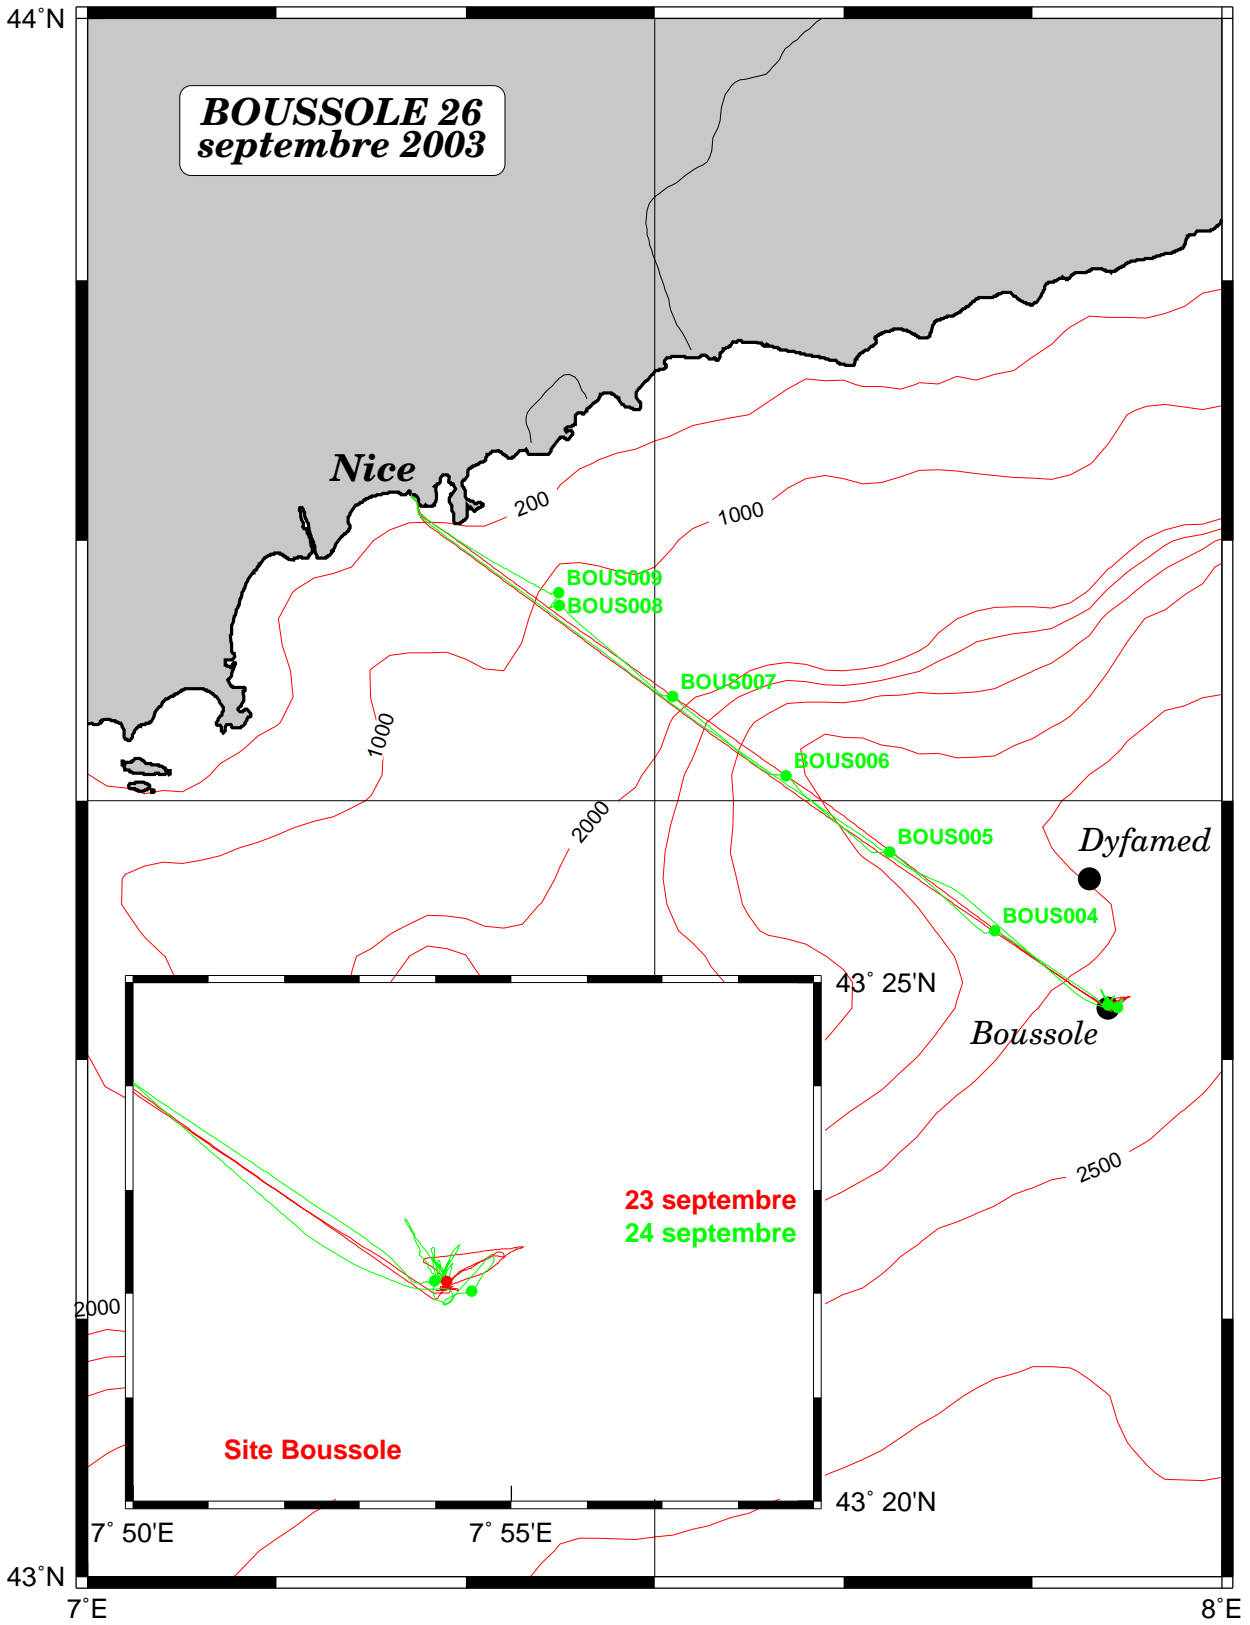 44°N
BOUSSOLE 26
septembre 2003
Nice
200
1000
BOUS009
BOUS008
BOUS007
1000
BOUS006
2000
BOUS005
Dyfamed
BOUS004
43° 25'N
Boussole
2500
23 septembre
24 septembre
2000
Site Boussole
43° 20'N
7° 50'E
7° 55'E
43°N
7°E
8°E